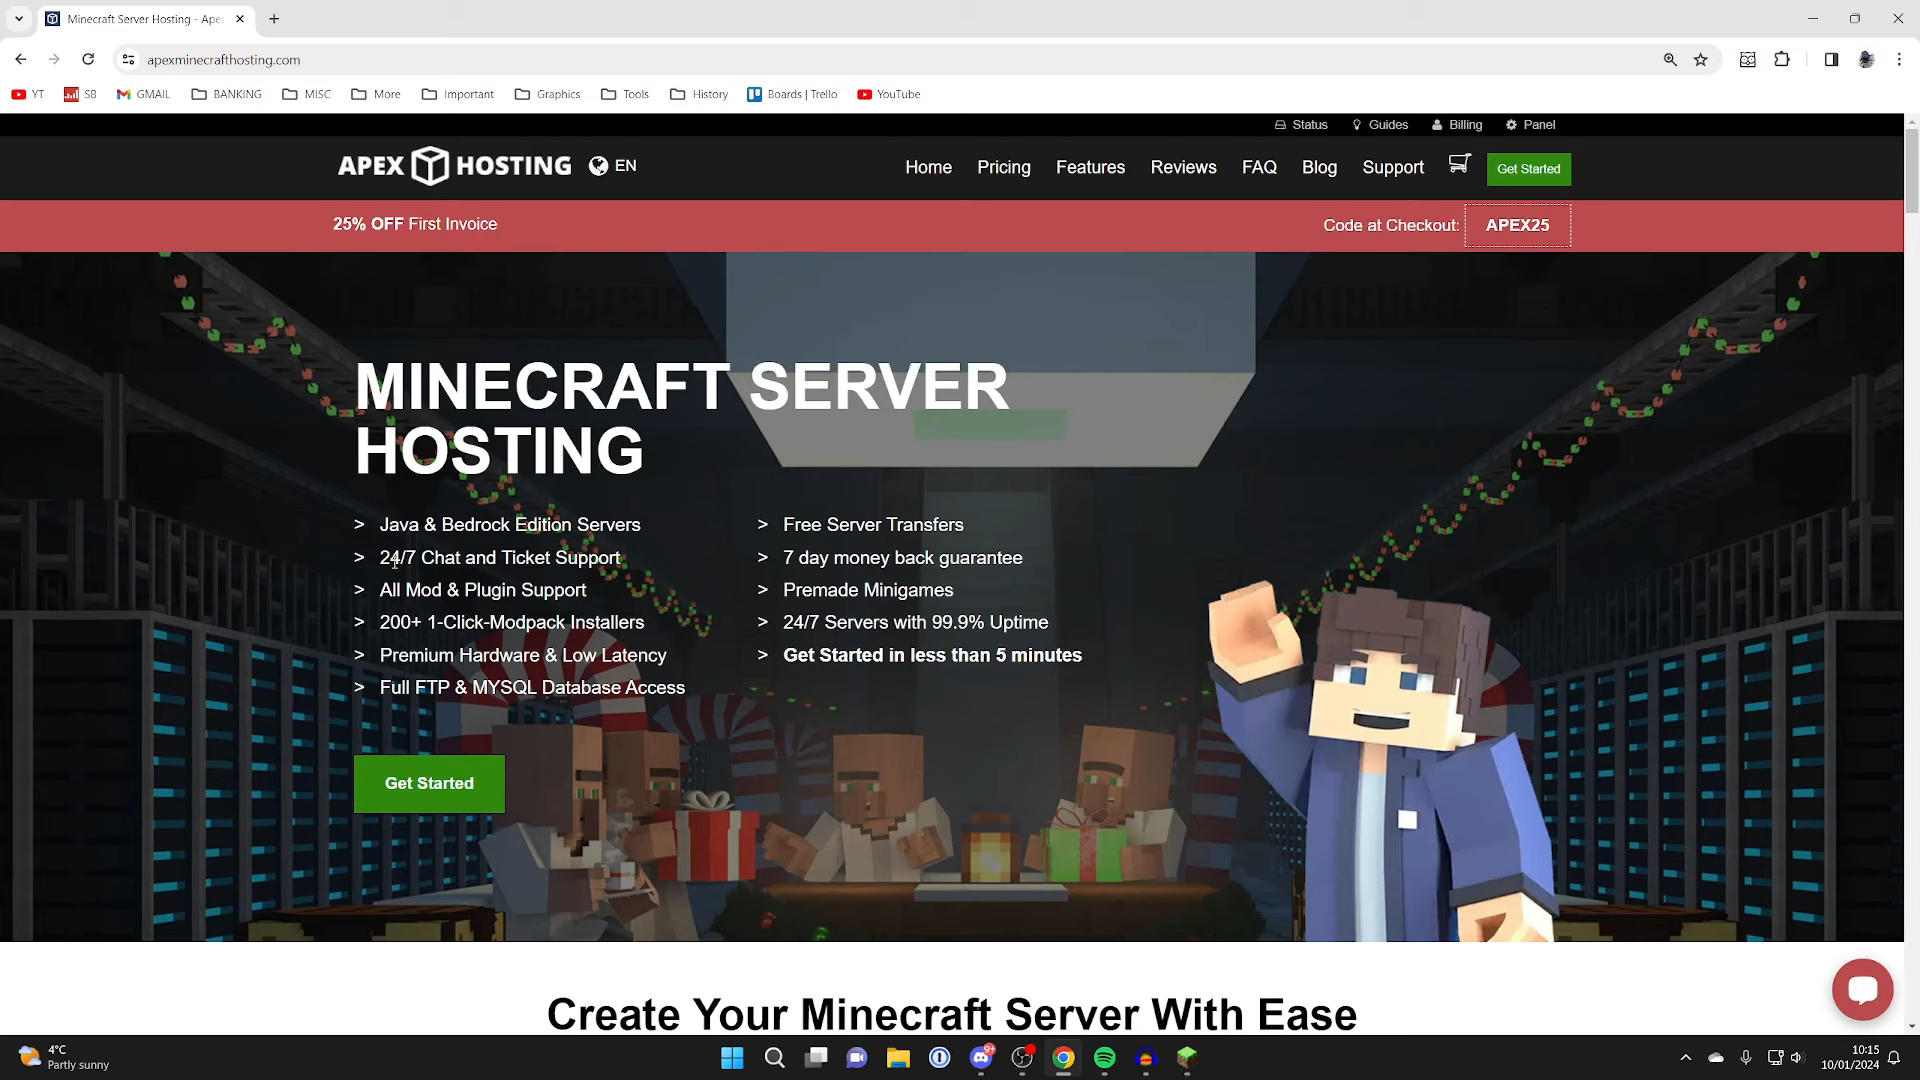 Minecraft Server Hosting - Ape
apexminecrafthosting.com
YT
SB
GMAIL
BANKING
MISC
More
Important
Graphics
Tools
History
Boards | Trello
YouTube
Status
Guides
Billing
Panel
APEX HOSTING
EN
Home
Pricing
Features
Reviews
FAQ
Blog
Support
Get Started
25% OFF First Invoice
Code at Checkout: APEX25
MINECRAFT SERVER
HOSTING
> Java & Bedrock Edition Servers
> 24/7 Chat and Ticket Support
> All Mod & Plugin Support
> 200+ 1-Click-Modpack Installers
> Premium Hardware & Low Latency
> Full FTP & MYSQL Database Access
> Free Server Transfers
> 7 day money back guarantee
> Premade Minigames
> 24/7 Servers with 99.9% Uptime
> Get Started in less than 5 minutes
Get Started
Create Your Minecraft Server With Ease
4°C
Partly sunny
9+
10:15
10/01/2024